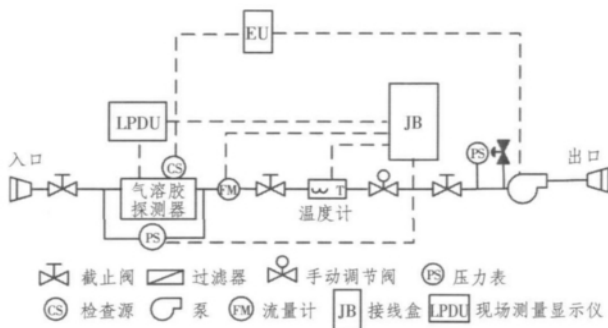 EU
LPDU
JB
入口
CS
PS
出口
气溶胶
探测器
FM
T
温度计
PS
截止阀 过滤器 手动调节阀 PS 压力表
CS 检查源 泵 FM 流量计 JB 接线盒 LPDU 现场测量显示仪